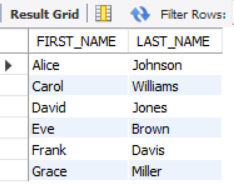 Result Grid Filter Rows:
FIRST_NAME LAST_NAME
Alice Johnson
Carol Williams
David Jones
Eve Brown
Frank Davis
Grace Miller